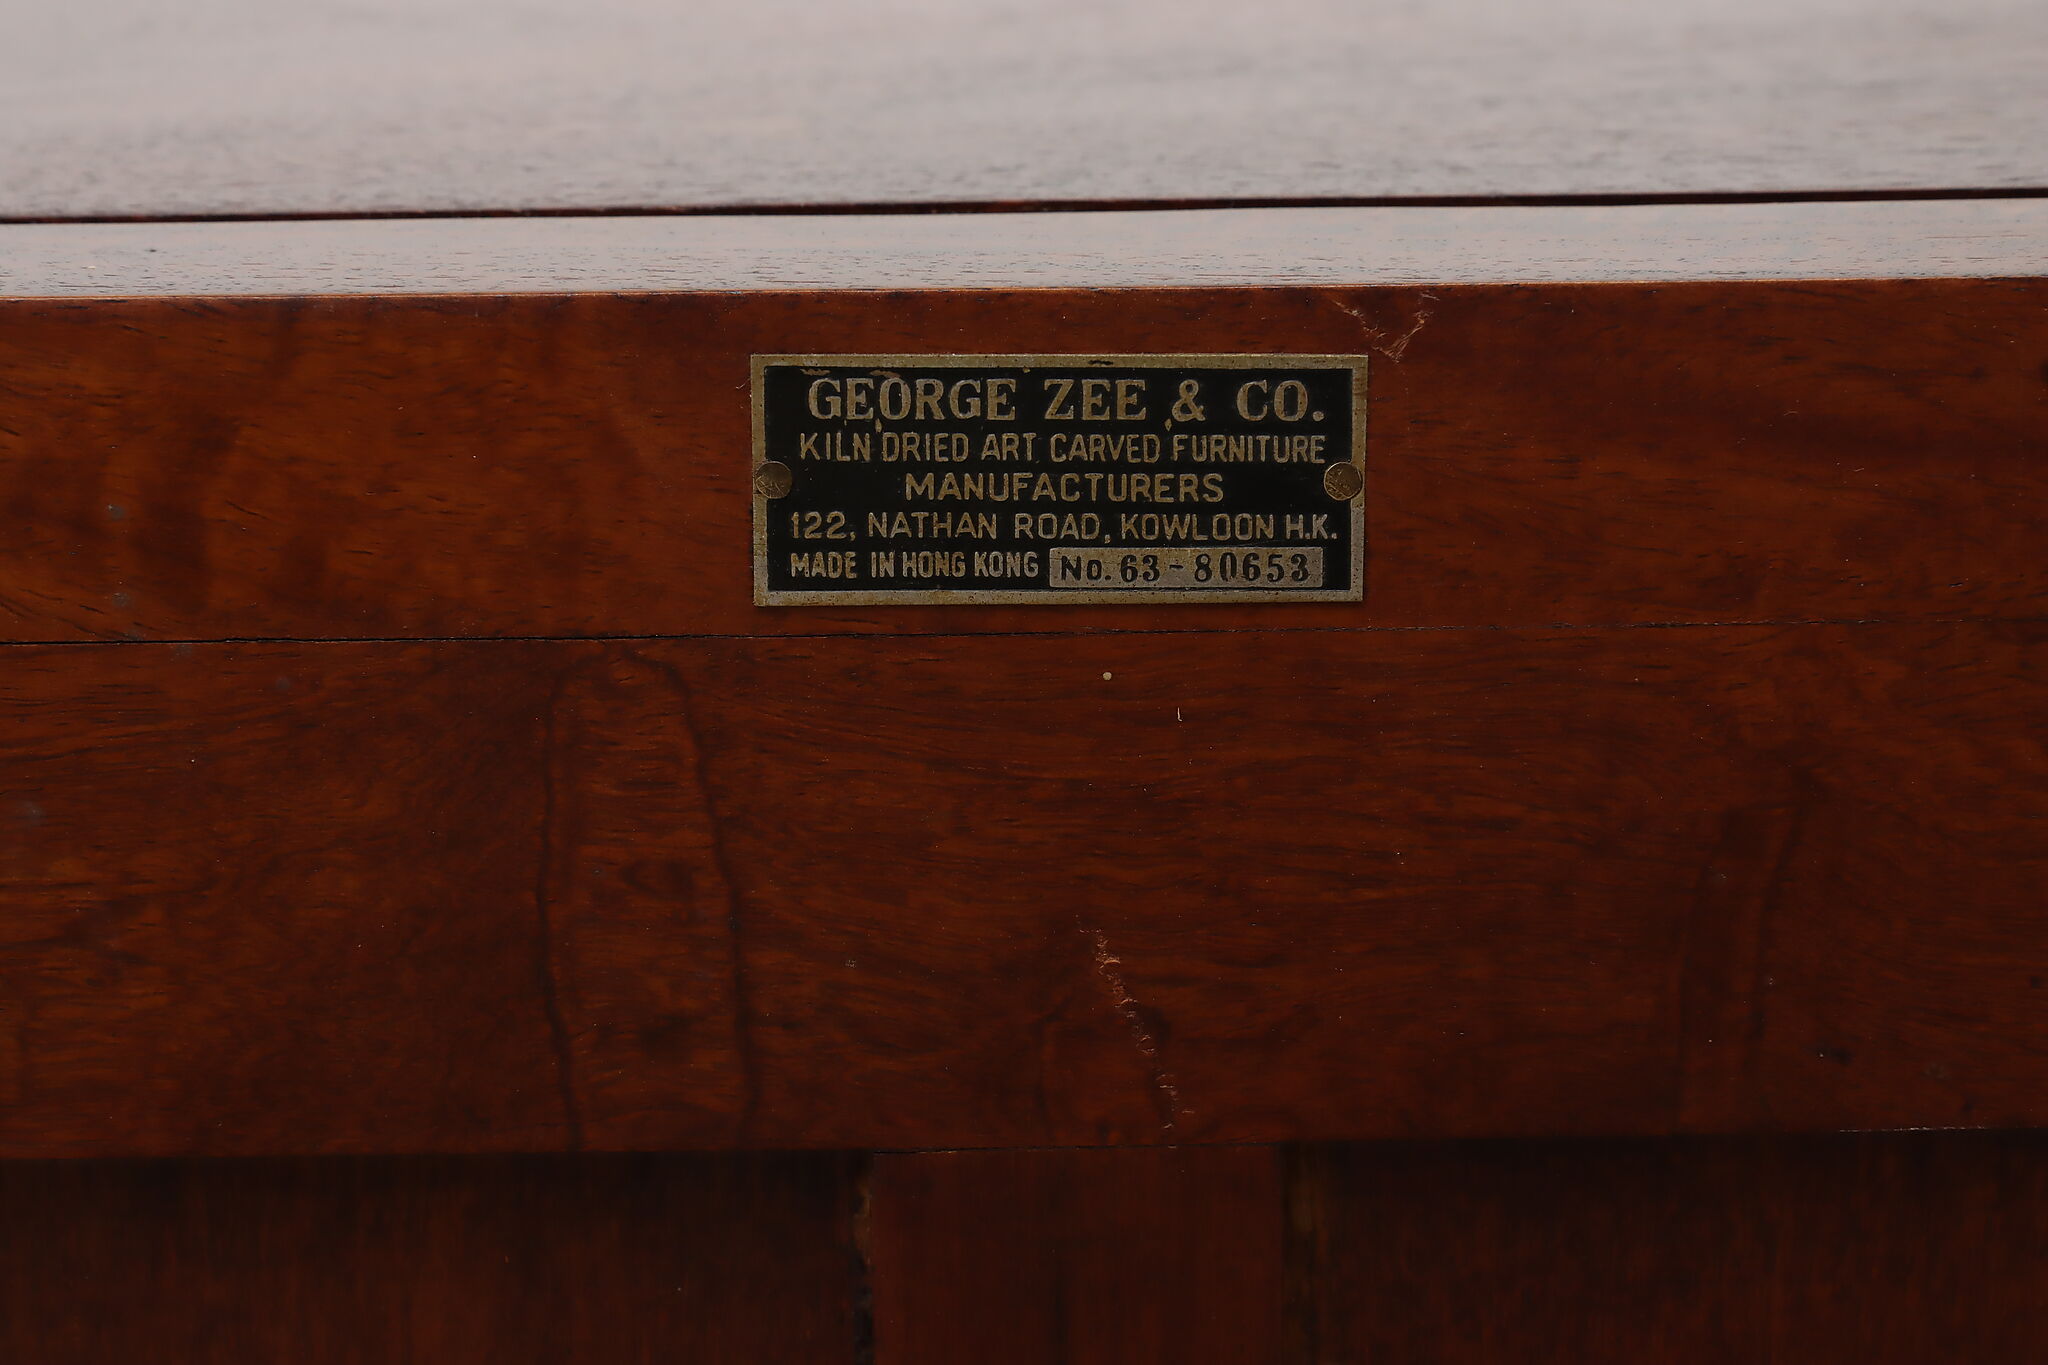 GEORGE ZEE & CO.
KILN DRIED ART CARVED FURNITURE
MANUFACTURERS
122, NATHAN ROAD, KOWLOON H.K.
MADE IN HONG KONG No. 63-80653